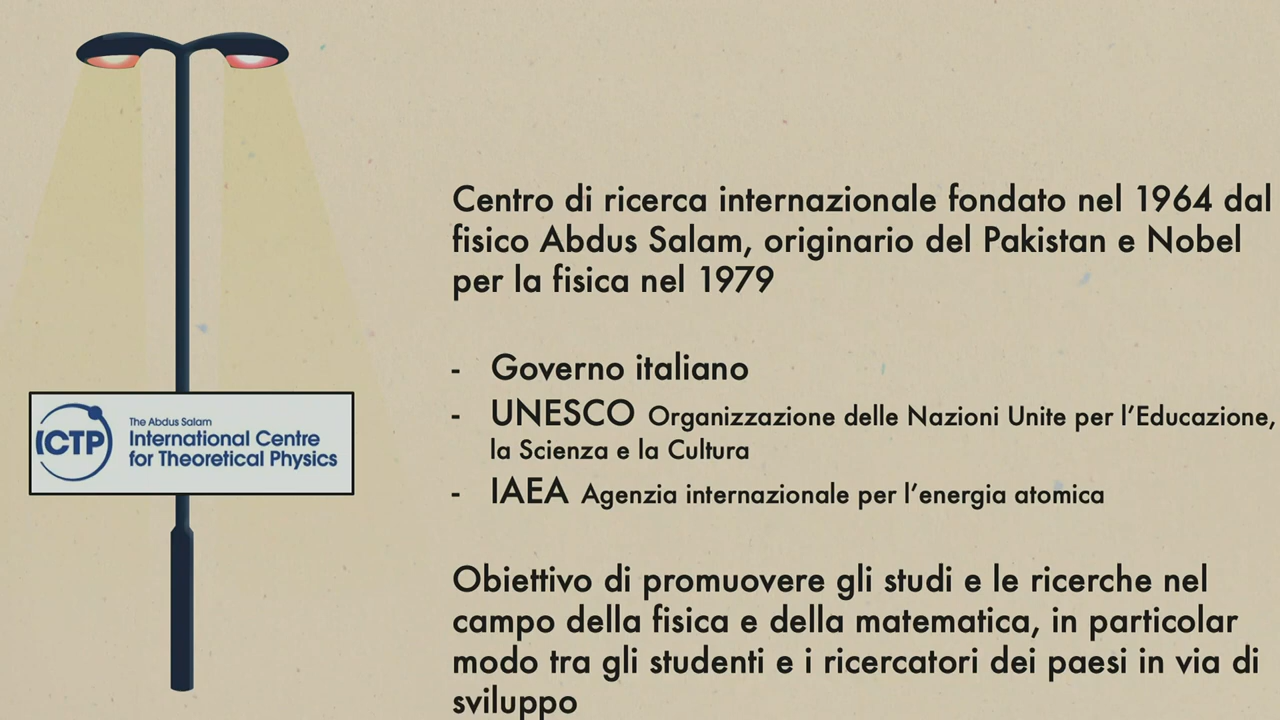 Centro di ricerca internazionale fondato nel 1964 dal
fisico Abdus Salam, originario del Pakistan e Nobel
per la fisica nel 1979
- Governo italiano
- UNESCO Organizzazione delle Nazioni Unite per l'Educazione,
la Scienza e la Cultura
- IAEA Agenzia internazionale per l'energia atomica
Obiettivo di promuovere gli studi e le ricerche nel
campo della fisica e della matematica, in particolar
modo tra gli studenti e i ricercatori dei paesi in via di
sviluppo
ICTP
The Abdus Salam
International Centre
for Theoretical Physics